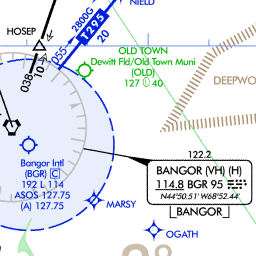 NIELD
HOSEP
2800G
T295
055
20
038
10
OLD TOWN
Dewitt Fld/Old Town Muni
(OLD)
127 L 40
DEEPWO
122.2
Bangor Intl
(BGR) C
192 L 114
ASOS 127.75
(A) 127.75
BANGOR (VH) (H)
114.8 BGR 95
N44°50.51' W68°52.44'
BANGOR
MARSY
OGATH